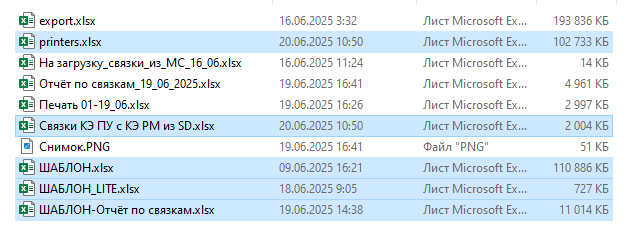 export.xlsx 16.06.2025 3:32 Лист Microsoft Ex... 193 836 КБ
printers.xlsx 20.06.2025 10:50 Лист Microsoft Ex... 102 733 КБ
На загрузку_связки_из_МС_16_06.xlsx 16.06.2025 11:24 Лист Microsoft Ex... 14 КБ
Отчёт по связкам_19_06_2025.xlsx 19.06.2025 16:41 Лист Microsoft Ex... 4 961 КБ
Печать 01-19_06.xlsx 19.06.2025 16:26 Лист Microsoft Ex... 2 997 КБ
Связки КЭ ПУ с КЭ РМ из SD.xlsx 20.06.2025 10:50 Лист Microsoft Ex... 2 004 КБ
Снимок.PNG 19.06.2025 16:41 Файл "PNG" 51 КБ
ШАБЛОН.xlsx 09.06.2025 16:21 Лист Microsoft Ex... 110 886 КБ
ШАБЛОН_LITE.xlsx 18.06.2025 9:05 Лист Microsoft Ex... 727 КБ
ШАБЛОН-Отчёт по связкам.xlsx 19.06.2025 14:38 Лист Microsoft Ex... 11 014 КБ